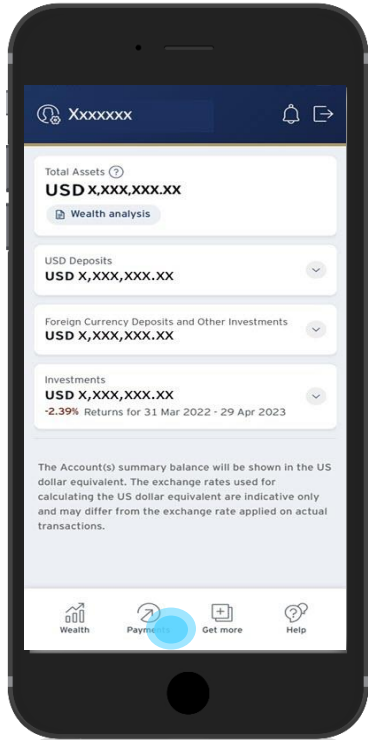 Xxxxxxx
Total Assets ?
USD x,xxx,xxx.xx
Wealth analysis
USD Deposits
USD X,XXX,XXX.XX
Foreign Currency Deposits and Other Investments
USD X,XXX,XXX.XX
Investments
USD X,XXX,XXX.XX
-2.39% Returns for 31 Mar 2022 - 29 Apr 2023
The Account(s) summary balance will be shown in the US
dollar equivalent. The exchange rates used for
calculating the US dollar equivalent are indicative only
and may differ from the exchange rate applied on actual
transactions.
Wealth Payments Get more Help